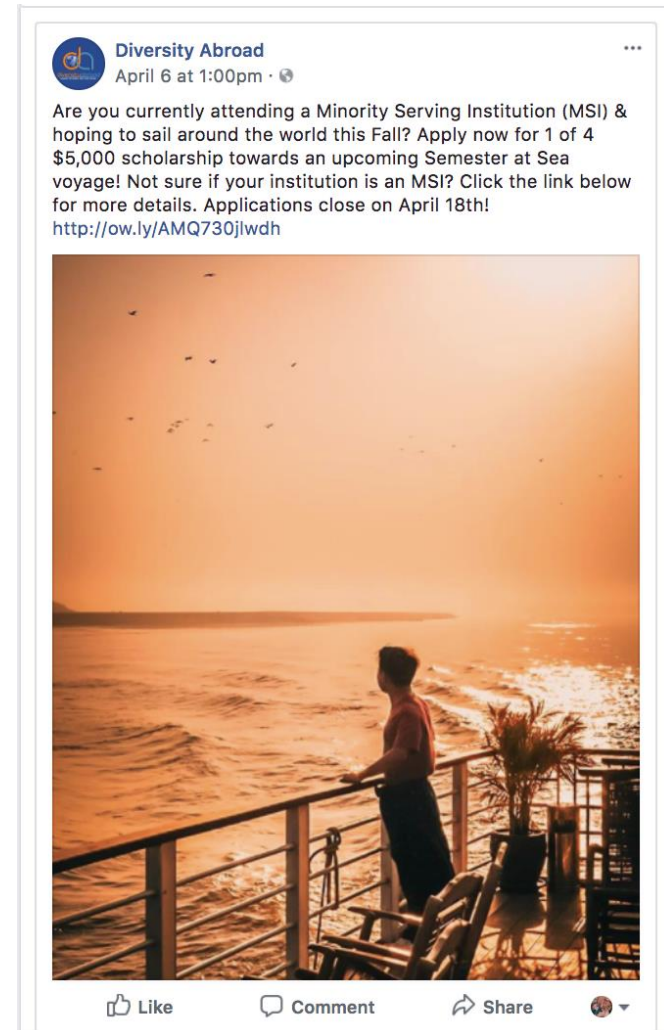 Diversity Abroad
April 6 at 1:00pm ·
Are you currently attending a Minority Serving Institution (MSI) &
hoping to sail around the world this Fall? Apply now for 1 of 4
$5,000 scholarship towards an upcoming Semester at Sea
voyage! Not sure if your institution is an MSI? Click the link below
for more details. Applications close on April 18th!
http://ow.ly/AMQ730jlwdh
Like Comment Share